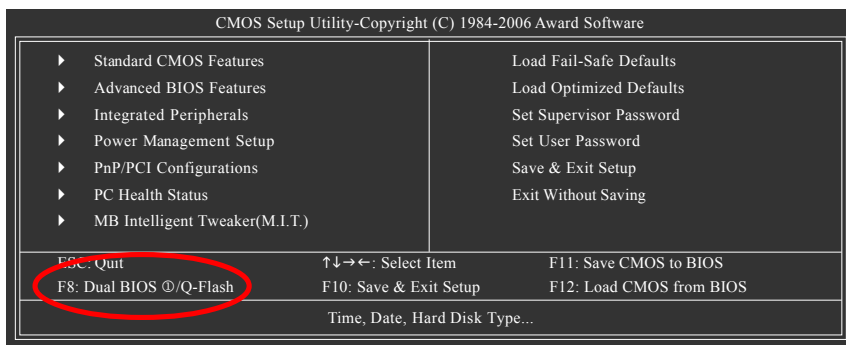 CMOS Setup Utility-Copyright (C) 1984-2006 Award Software
Standard CMOS Features
Advanced BIOS Features
Integrated Peripherals
Power Management Setup
PnP/PCI Configurations
PC Health Status
MB Intelligent Tweaker(M.I.T.)
Load Fail-Safe Defaults
Load Optimized Defaults
Set Supervisor Password
Set User Password
Save & Exit Setup
Exit Without Saving
ESC: Quit ↑↓→←: Select Item F11: Save CMOS to BIOS
F8: Dual BIOS ①/Q-Flash F10: Save & Exit Setup F12: Load CMOS from BIOS
Time, Date, Hard Disk Type...